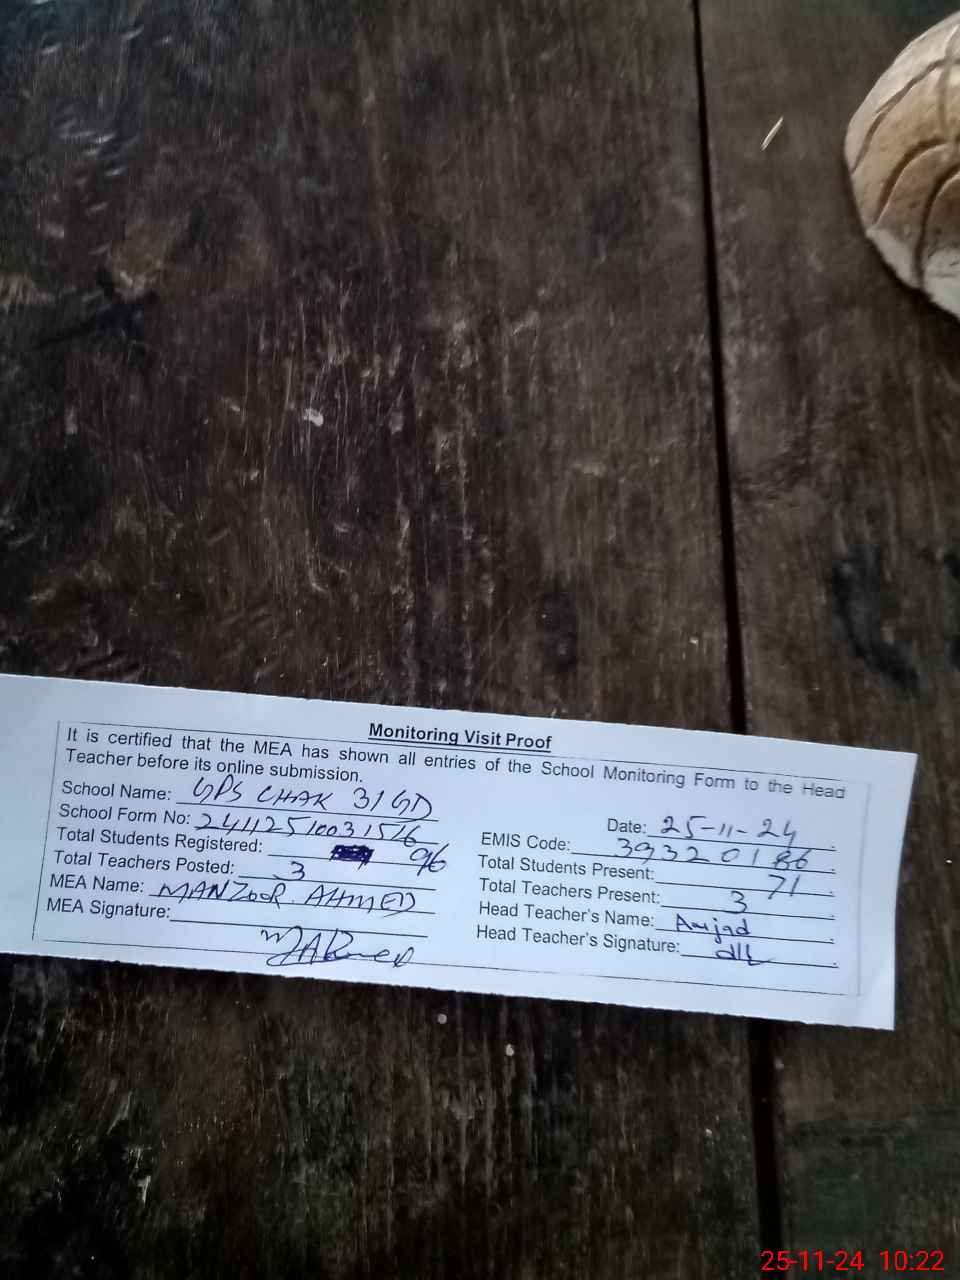 Monitoring Visit Proof
It is certified that the MEA has shown all entries of the School Monitoring Form to the Head
Teacher before its online submission.
School Name: GPS CHAK 31 GD
Date: 25-11-24
School Form No: 24112510031516
EMIS Code: 39320186
Total Students Registered: 96
Total Students Present: 71
Total Teachers Posted: 3
Total Teachers Present: 3
MEA Name: MANZOOR AHMED
Head Teacher's Name: Amjad
MEA Signature:
Head Teacher's Signature:
25-11-24 10:22